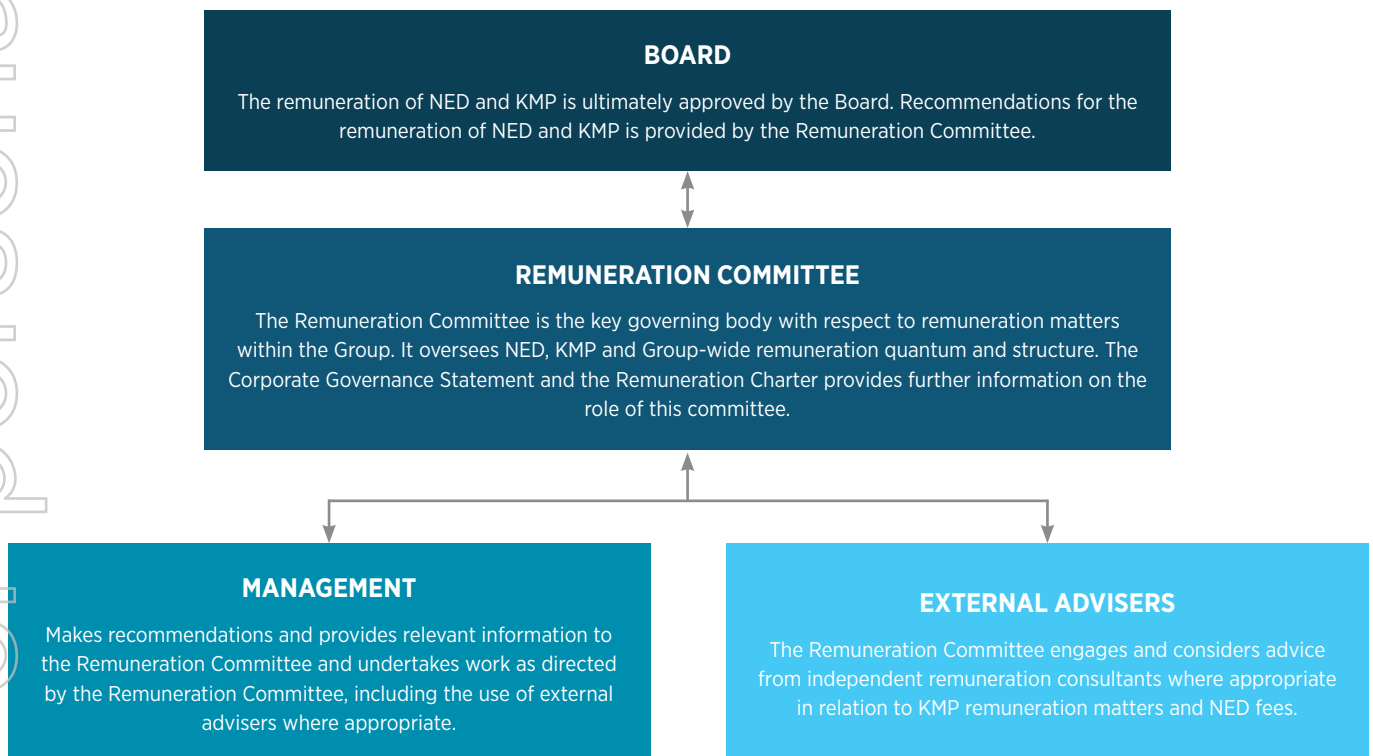 BOARD
The remuneration of NED and KMP is ultimately approved by the Board. Recommendations for the
remuneration of NED and KMP is provided by the Remuneration Committee.
REMUNERATION COMMITTEE
The Remuneration Committee is the key governing body with respect to remuneration matters
within the Group. It oversees NED, KMP and Group-wide remuneration quantum and structure. The
Corporate Governance Statement and the Remuneration Charter provides further information on the
role of this committee.
MANAGEMENT
Makes recommendations and provides relevant information to
the Remuneration Committee and undertakes work as directed
by the Remuneration Committee, including the use of external
advisers where appropriate.
EXTERNAL ADVISERS
The Remuneration Committee engages and considers advice
from independent remuneration consultants where appropriate
in relation to KMP remuneration matters and NED fees.